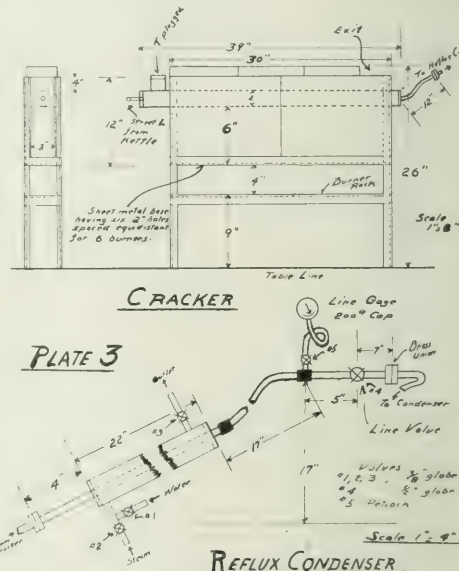 T plugged
39"
30"
Exit
To Reflux
4"
2"
12"
12"
Street L
from
Kettle
3"
6"
4"
Burner
Rack
26"
Sheet metal base
having six 2" holes
spaced equidistant
for 6 burners.
9"
Scale
Table Line
CRACKER
PLATE 3
Line Gage
200# Cap
#5
7"
Brass
Union
#4
To Condenser
5"
Line Valve
Outlet
#3
22"
4"
17"
17"
Water
#1
#2
Steam
Valves
#1, 2, 3, 3/8" globe
#4 1/2" globe
#5 Petcock
Scale 1" = 4"
REFLUX CONDENSER